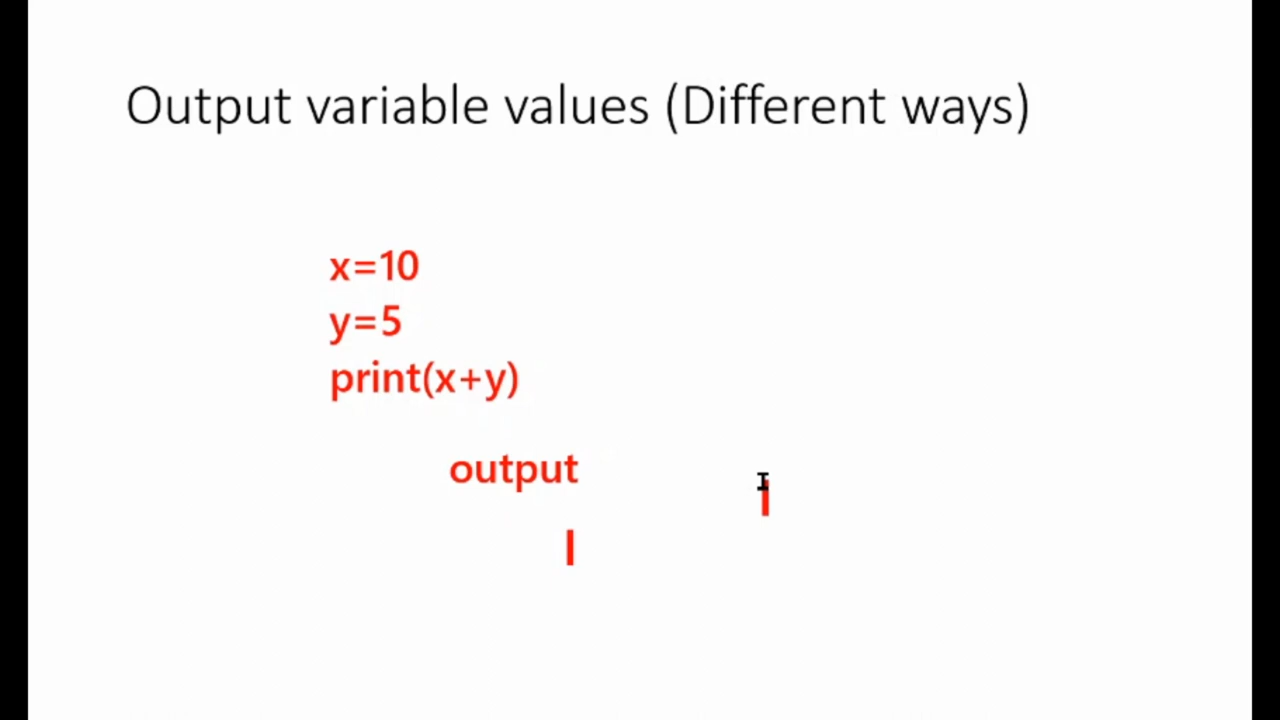 Output variable values (Different ways)
x=10
y=5
print(x+y)
output